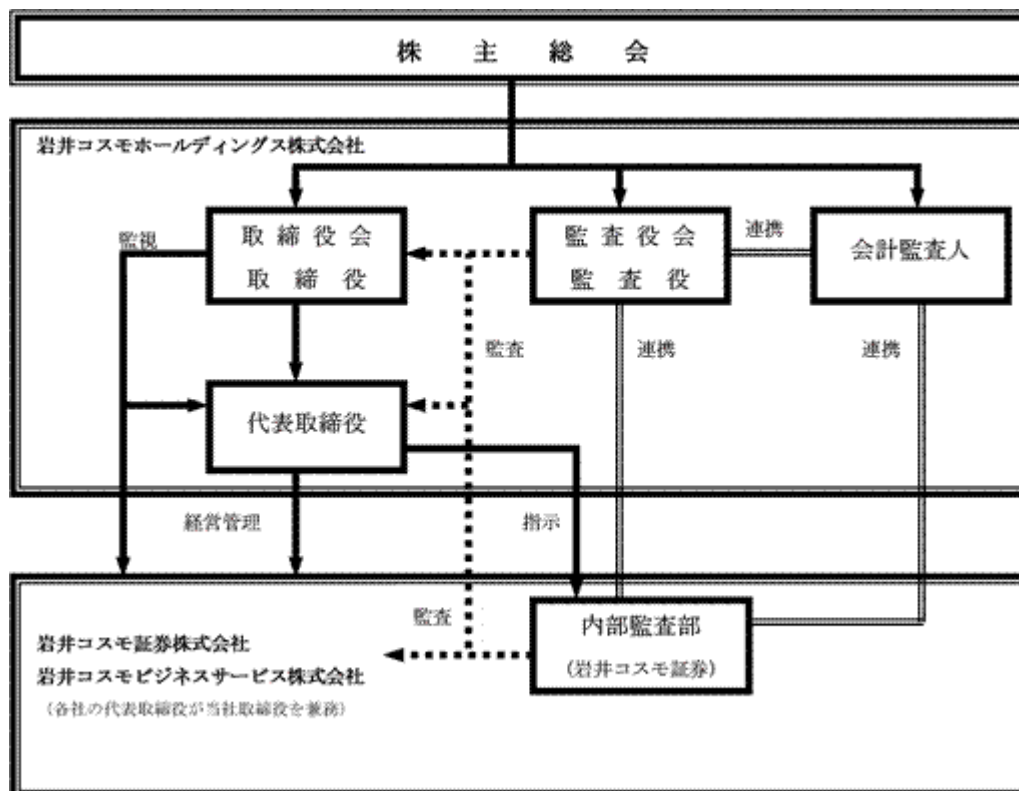 株主総会
岩井コスモホールディングス株式会社
監視
取締役会
取締役
監査役会
監査役
連携
会計監査人
監査
連携
連携
代表取締役
経営管理
指示
監査
内部監査部
(岩井コスモ証券)
岩井コスモ証券株式会社
岩井コスモビジネスサービス株式会社
(各社の代表取締役が当社取締役を兼務)